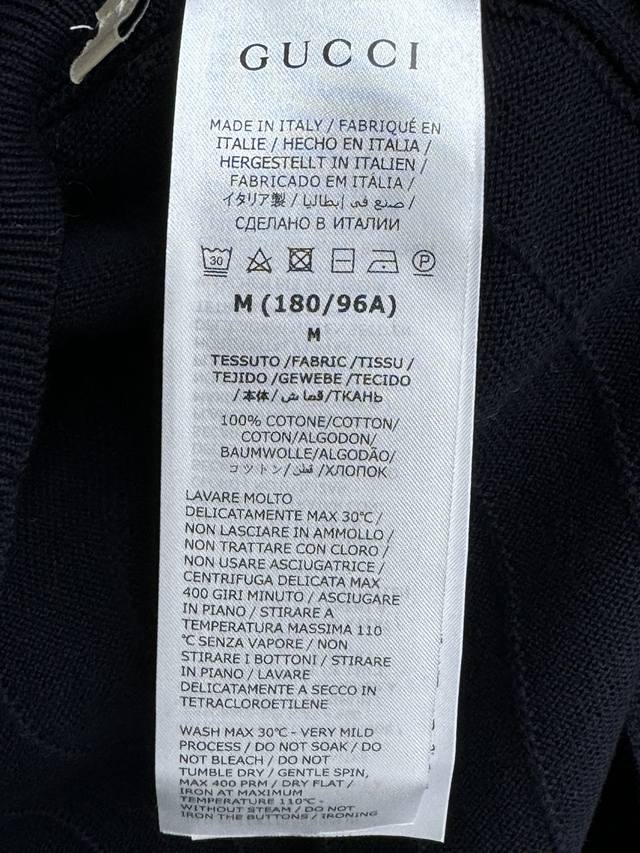 GUCCI
MADE IN ITALY / FABRIQUÉ EN
ITALIE / HECHO EN ITALIA /
HERGESTELLT IN ITALIEN /
FABRICADO EM ITÁLIA /
イタリア製 / صنع في إيطاليا /
СДЕЛАНО В ИТАЛИИ
30 P
M (180/96A)
M
TESSUTO /FABRIC /TISSU /
TEJIDO /GEWEBE /TECIDO
/本体/ قماش /ТКАНЬ
100% COTONE/COTTON/
COTON/ALGODON/
BAUMWOLLE/ALGODÃO/
コットン/ قطن /ХЛОПОК
LAVARE MOLTO
DELICATAMENTE MAX 30℃ /
NON LASCIARE IN AMMOLLO /
NON TRATTARE CON CLORO /
NON USARE ASCIUGATRICE /
CENTRIFUGA DELICATA MAX
400 GIRI MINUTO / ASCIUGARE
IN PIANO / STIRARE A
TEMPERATURA MASSIMA 110
℃ SENZA VAPORE / NON
STIRARE I BOTTONI / STIRARE
IN PIANO / LAVARE
DELICATAMENTE A SECCO IN
TETRACLOROETILENE
WASH MAX 30℃ - VERY MILD
PROCESS / DO NOT SOAK / DO
NOT BLEACH / DO NOT
TUMBLE DRY / GENTLE SPIN,
MAX 400 PRM / DRY FLAT /
IRON AT MAXIMUM
TEMPERATURE 110℃ -
WITHOUT STEAM / DO NOT
IRON THE BUTTONS / IRONING